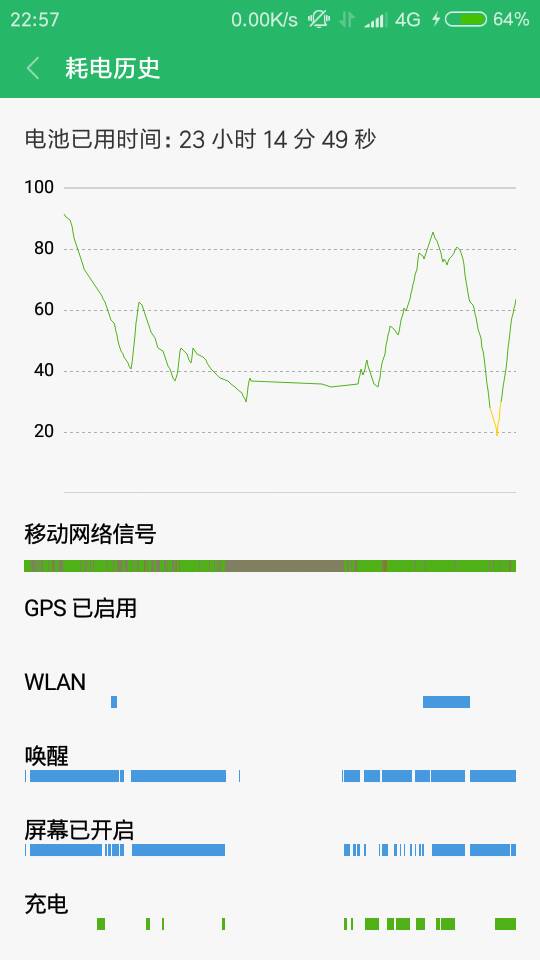 22:57 0.00K/s 4G 64%
耗电历史
电池已用时间: 23 小时 14 分 49 秒
100
80
60
40
20
移动网络信号
GPS 已启用
WLAN
唤醒
屏幕已开启
充电